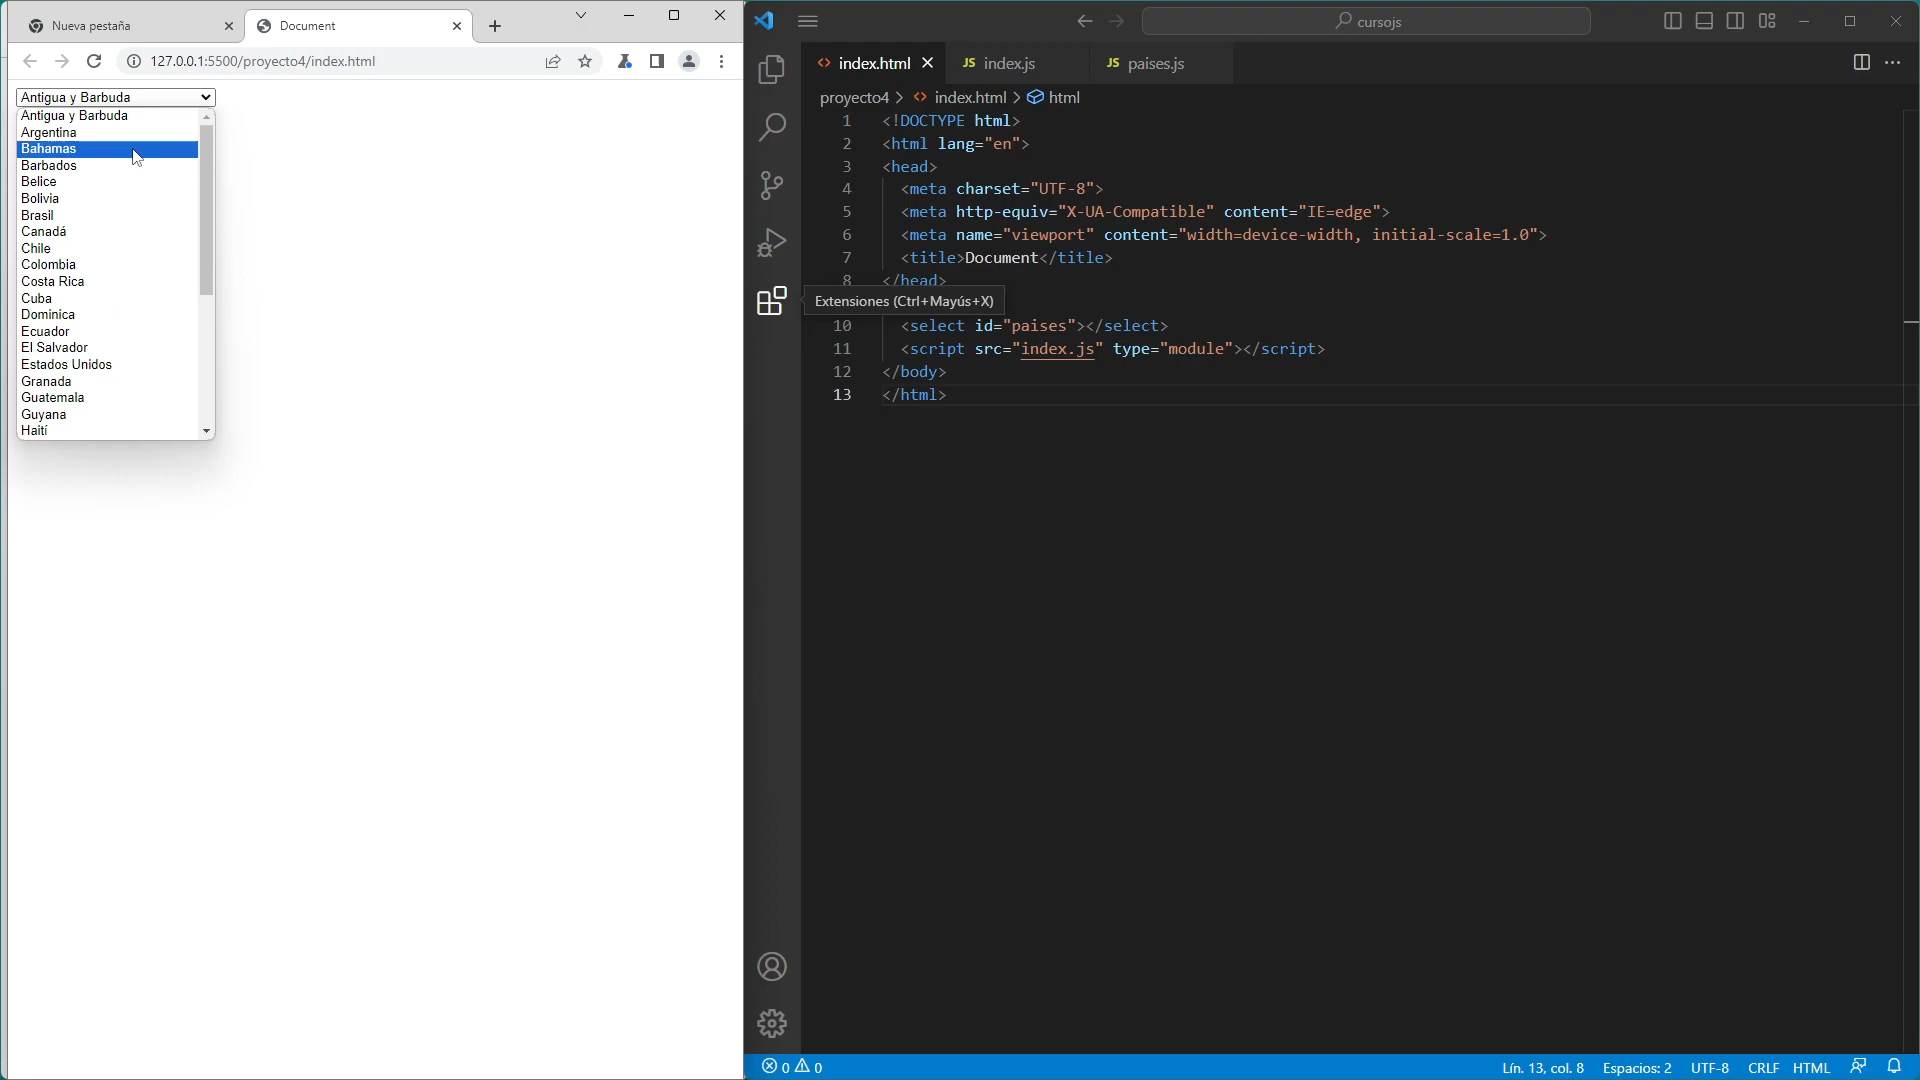 Nueva pestaña
Document
127.0.0.1:5500/proyecto4/index.html
Antigua y Barbuda
Antigua y Barbuda
Argentina
Bahamas
Barbados
Belice
Bolivia
Brasil
Canadá
Chile
Colombia
Costa Rica
Cuba
Dominica
Ecuador
El Salvador
Estados Unidos
Granada
Guatemala
Guyana
Haití
cursojs
index.html
JS index.js
JS paises.js
proyecto4 > <> index.html > html
1 <!DOCTYPE html>
2 <html lang="en">
3 <head>
4 <meta charset="UTF-8">
5 <meta http-equiv="X-UA-Compatible" content="IE=edge">
6 <meta name="viewport" content="width=device-width, initial-scale=1.0">
7 <title>Document</title>
8 </head>
Extensiones (Ctrl+Mayús+X)
10 <select id="paises"></select>
11 <script src="index.js" type="module"></script>
12 </body>
13 </html>
0 0
Lín. 13, col. 8 Espacios: 2 UTF-8 CRLF HTML